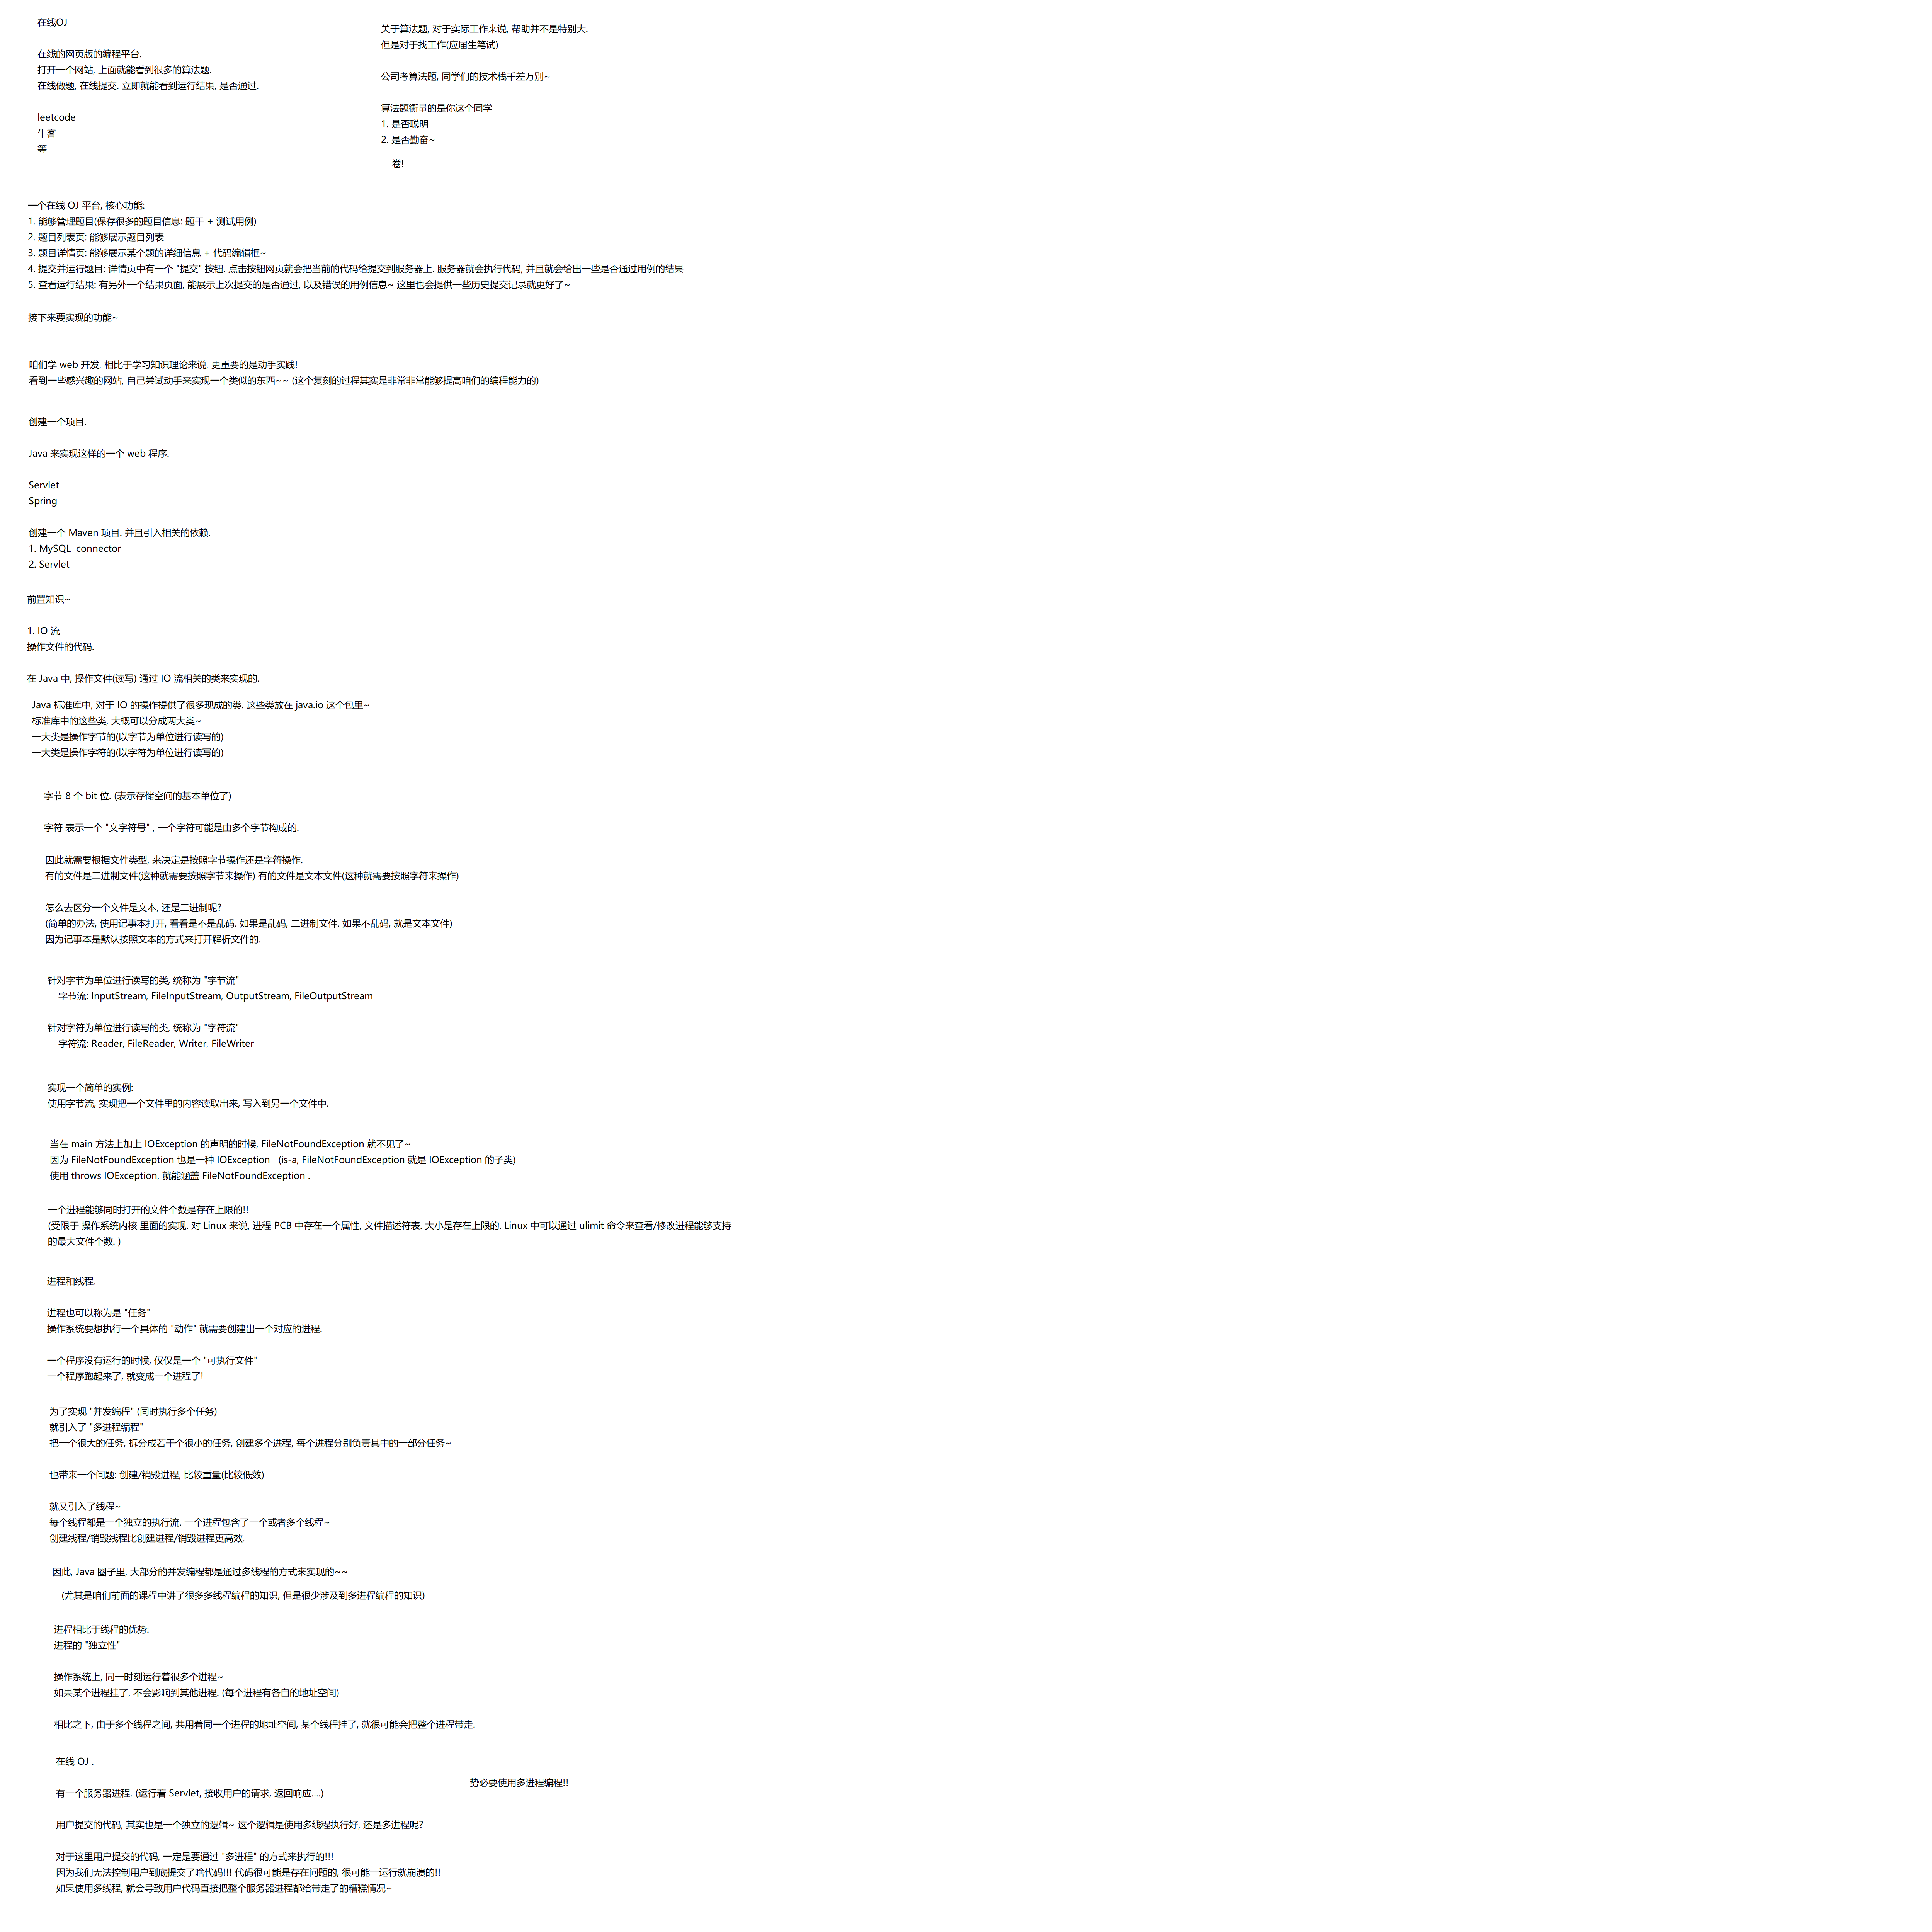 在线OJ
在线的网页版的编程平台.
打开一个网站, 上面就能看到很多的算法题.
在线做题, 在线提交. 立即就能看到运行结果, 是否通过.
leetcode
牛客
等
关于算法题, 对于实际工作来说, 帮助并不是特别大.
但是对于找工作(应届生笔试)
公司考算法题, 同学们的技术栈千差万别~
算法题衡量的是你这个同学
1. 是否聪明
2. 是否勤奋~
卷!
一个在线 OJ 平台, 核心功能:
1. 能够管理题目(保存很多的题目信息: 题干 + 测试用例)
2. 题目列表页: 能够展示题目列表
3. 题目详情页: 能够展示某个题的详细信息 + 代码编辑框~
4. 提交并运行题目: 详情页中有一个 "提交" 按钮. 点击按钮网页就会把当前的代码给提交到服务器上. 服务器就会执行代码, 并且就会给出一些是否通过用例的结果
5. 查看运行结果: 有另外一个结果页面, 能展示上次提交的是否通过, 以及错误的用例信息~ 这里也会提供一些历史提交记录就更好了~
接下来要实现的功能~
咱们学 web 开发, 相比于学习知识理论来说, 更重要的是动手实践!
看到一些感兴趣的网站, 自己尝试动手来实现一个类似的东西~~ (这个复刻的过程其实是非常非常能够提高咱们的编程能力的)
创建一个项目.
Java 来实现这样的一个 web 程序.
Servlet
Spring
创建一个 Maven 项目. 并且引入相关的依赖.
1. MySQL  connector
2. Servlet
前置知识~
1. IO 流
操作文件的代码.
在 Java 中, 操作文件(读写) 通过 IO 流相关的类来实现的.
Java 标准库中, 对于 IO 的操作提供了很多现成的类. 这些类放在 java.io 这个包里~
标准库中的这些类, 大概可以分成两大类~
一大类是操作字节的(以字节为单位进行读写的)
一大类是操作字符的(以字符为单位进行读写的)
字节 8 个 bit 位. (表示存储空间的基本单位了)
字符 表示一个 "文字符号" , 一个字符可能是由多个字节构成的.
因此就需要根据文件类型, 来决定是按照字节操作还是字符操作.
有的文件是二进制文件(这种就需要按照字节来操作) 有的文件是文本文件(这种就需要按照字符来操作)
怎么去区分一个文件是文本, 还是二进制呢?
(简单的办法, 使用记事本打开, 看看是不是乱码. 如果是乱码, 二进制文件. 如果不乱码, 就是文本文件)
因为记事本是默认按照文本的方式来打开解析文件的.
针对字节为单位进行读写的类, 统称为 "字节流"
字节流: InputStream, FileInputStream, OutputStream, FileOutputStream
针对字符为单位进行读写的类, 统称为 "字符流"
字符流: Reader, FileReader, Writer, FileWriter
实现一个简单的实例:
使用字节流, 实现把一个文件里的内容读取出来, 写入到另一个文件中.
当在 main 方法上加上 IOException 的声明的时候, FileNotFoundException 就不见了~
因为 FileNotFoundException 也是一种 IOException   (is-a, FileNotFoundException 就是 IOException 的子类)
使用 throws IOException, 就能涵盖 FileNotFoundException .
一个进程能够同时打开的文件个数是存在上限的!!
(受限于 操作系统内核 里面的实现. 对 Linux 来说, 进程 PCB 中存在一个属性, 文件描述符表. 大小是存在上限的. Linux 中可以通过 ulimit 命令来查看/修改进程能够支持
的最大文件个数. )
进程和线程.
进程也可以称为是 "任务"
操作系统要想执行一个具体的 "动作" 就需要创建出一个对应的进程.
一个程序没有运行的时候, 仅仅是一个 "可执行文件"
一个程序跑起来了, 就变成一个进程了!
为了实现 "并发编程" (同时执行多个任务)
就引入了 "多进程编程"
把一个很大的任务, 拆分成若干个很小的任务, 创建多个进程, 每个进程分别负责其中的一部分任务~
也带来一个问题: 创建/销毁进程, 比较重量(比较低效)
就又引入了线程~
每个线程都是一个独立的执行流. 一个进程包含了一个或者多个线程~
创建线程/销毁线程比创建进程/销毁进程更高效.
因此, Java 圈子里, 大部分的并发编程都是通过多线程的方式来实现的~~
(尤其是咱们前面的课程中讲了很多多线程编程的知识, 但是很少涉及到多进程编程的知识)
进程相比于线程的优势:
进程的 "独立性"
操作系统上, 同一时刻运行着很多个进程~
如果某个进程挂了, 不会影响到其他进程. (每个进程有各自的地址空间)
相比之下, 由于多个线程之间, 共用着同一个进程的地址空间, 某个线程挂了, 就很可能会把整个进程带走.
在线 OJ .
势必要使用多进程编程!!
有一个服务器进程. (运行着 Servlet, 接收用户的请求, 返回响应....)
用户提交的代码, 其实也是一个独立的逻辑~ 这个逻辑是使用多线程执行好, 还是多进程呢?
对于这里用户提交的代码, 一定是要通过 "多进程" 的方式来执行的!!!
因为我们无法控制用户到底提交了啥代码!!! 代码很可能是存在问题的, 很可能一运行就崩溃的!!
如果使用多线程, 就会导致用户代码直接把整个服务器进程都给带走了的糟糕情况~